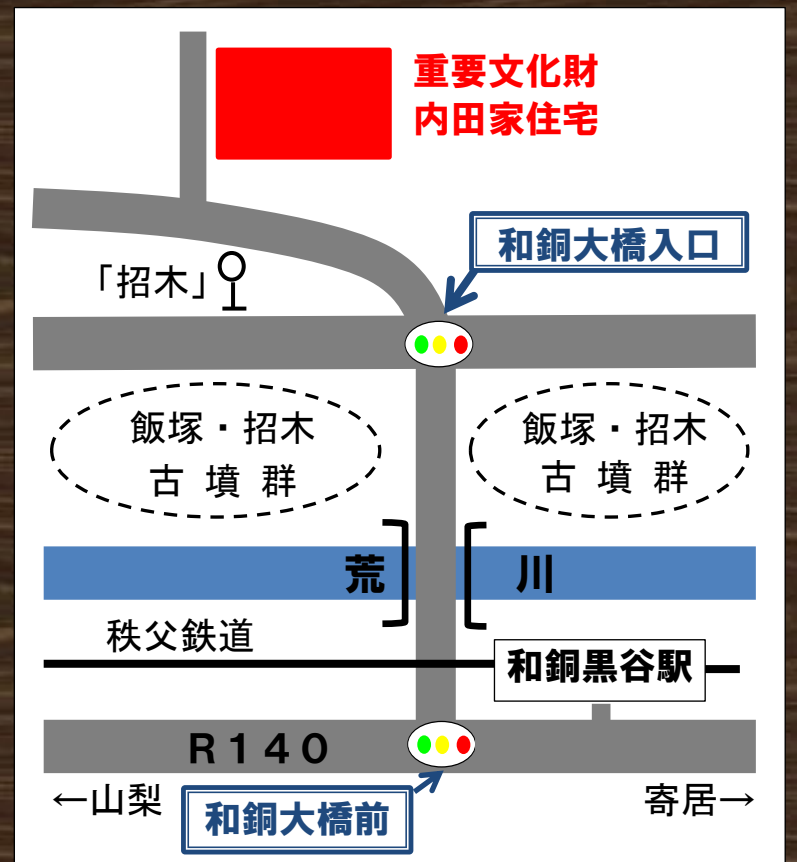 重要文化財
内田家住宅
和銅大橋入口
「招木」
飯塚・招木
古墳群
飯塚・招木
古墳群
荒川
秩父鉄道
和銅黒谷駅
R140
←山梨
寄居→
和銅大橋前